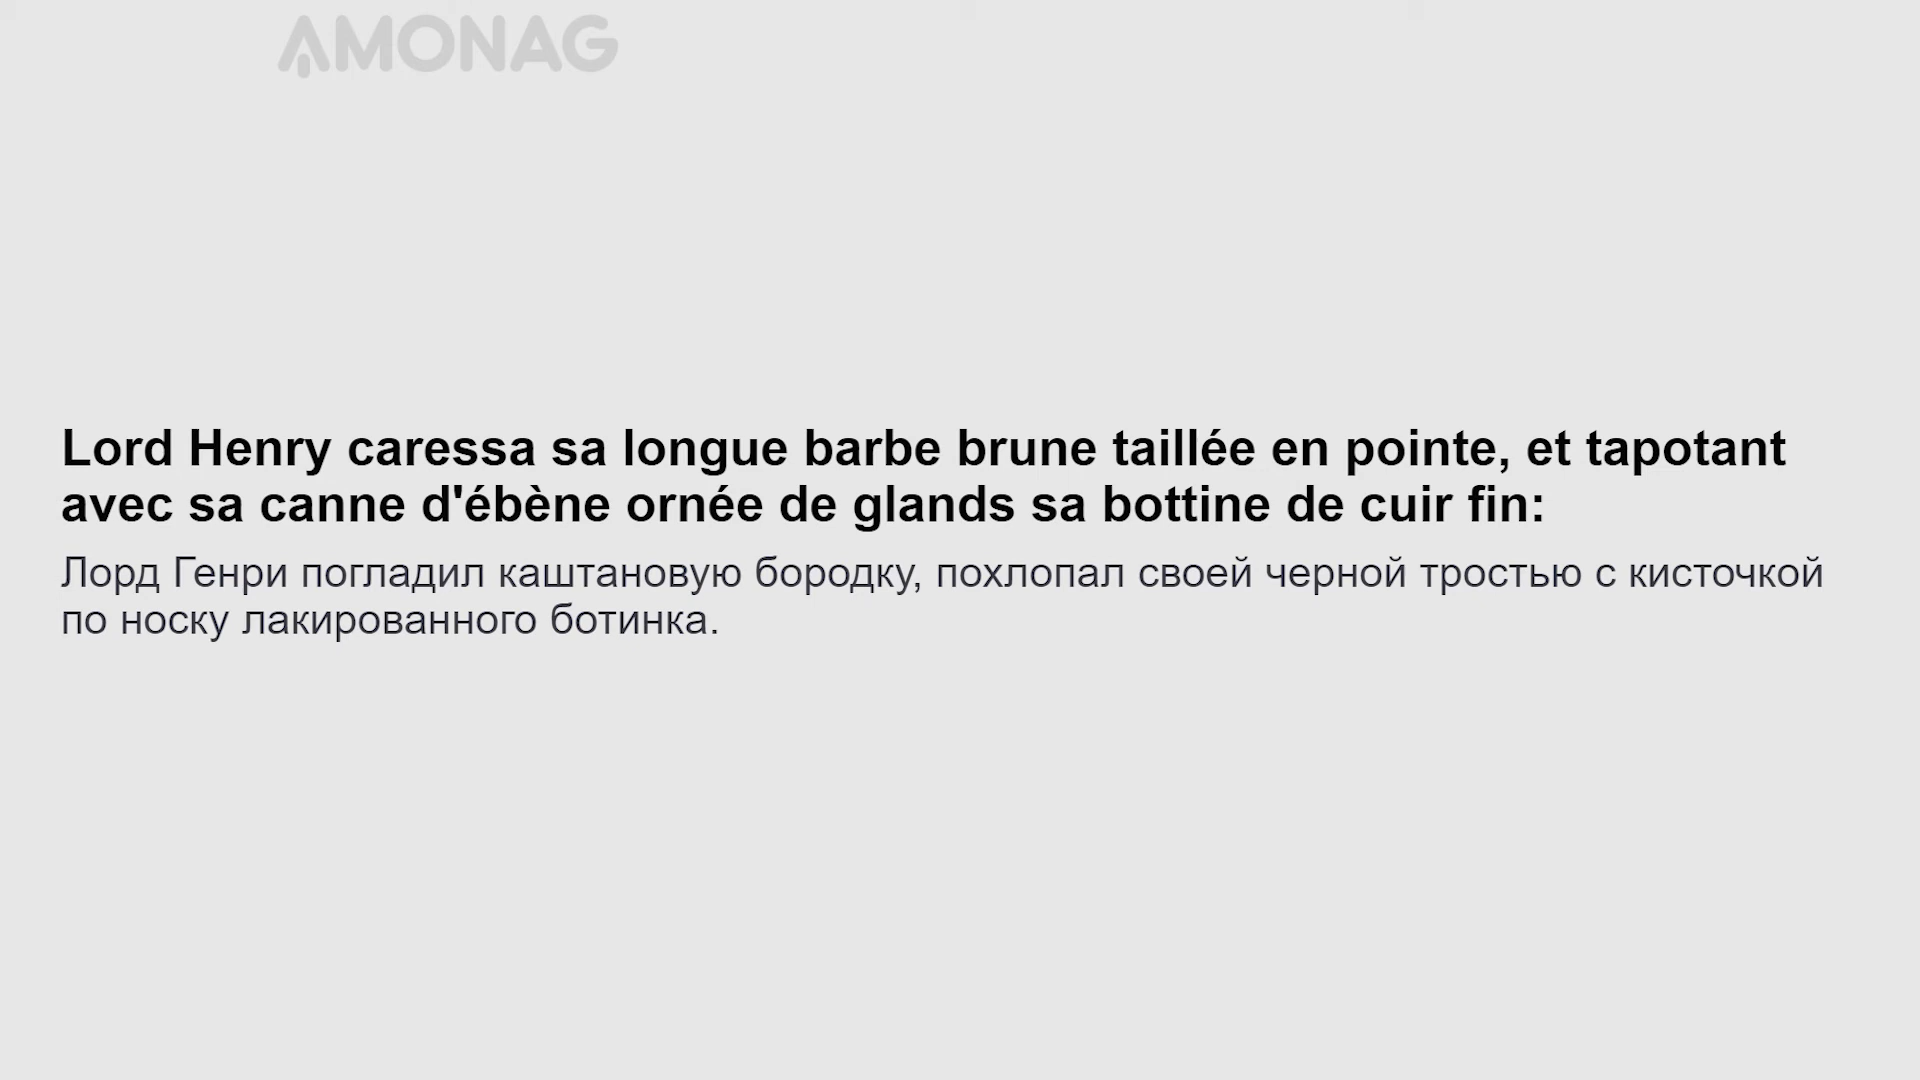 AMONAG
Lord Henry caressa sa longue barbe brune taillée en pointe, et tapotant
avec sa canne d'ébène ornée de glands sa bottine de cuir fin:
Лорд Генри погладил каштановую бородку, похлопал своей черной тростью с кисточкой
по носку лакированного ботинка.